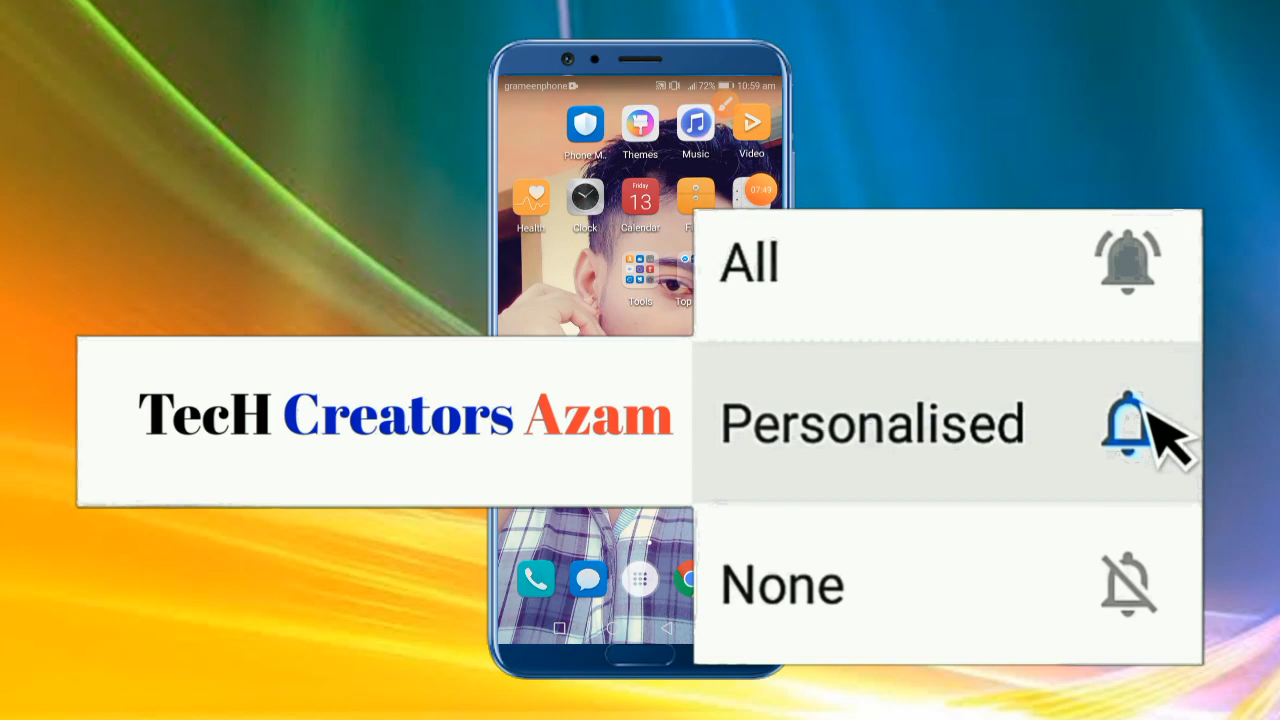 grameenphone 72% 10:59 am
Phone M.. Themes Music Video
07:49
Friday
13
Health Clock Calendar
Tools Top
All
TecH Creators Azam
Personalised
None